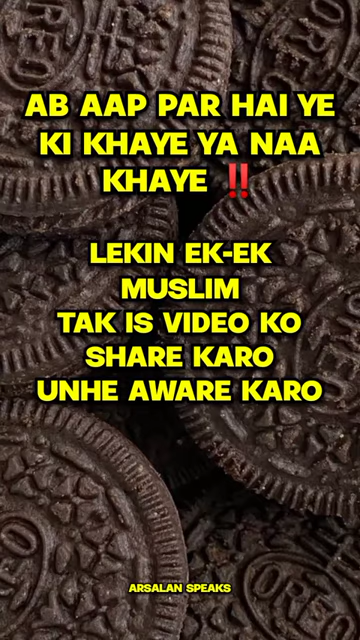 AB AAP PAR HAI YE
KI KHAYE YA NAA
KHAYE ‼️
LEKIN EK-EK
MUSLIM
TAK IS VIDEO KO
SHARE KARO
UNHE AWARE KARO
ARSALAN SPEAKS